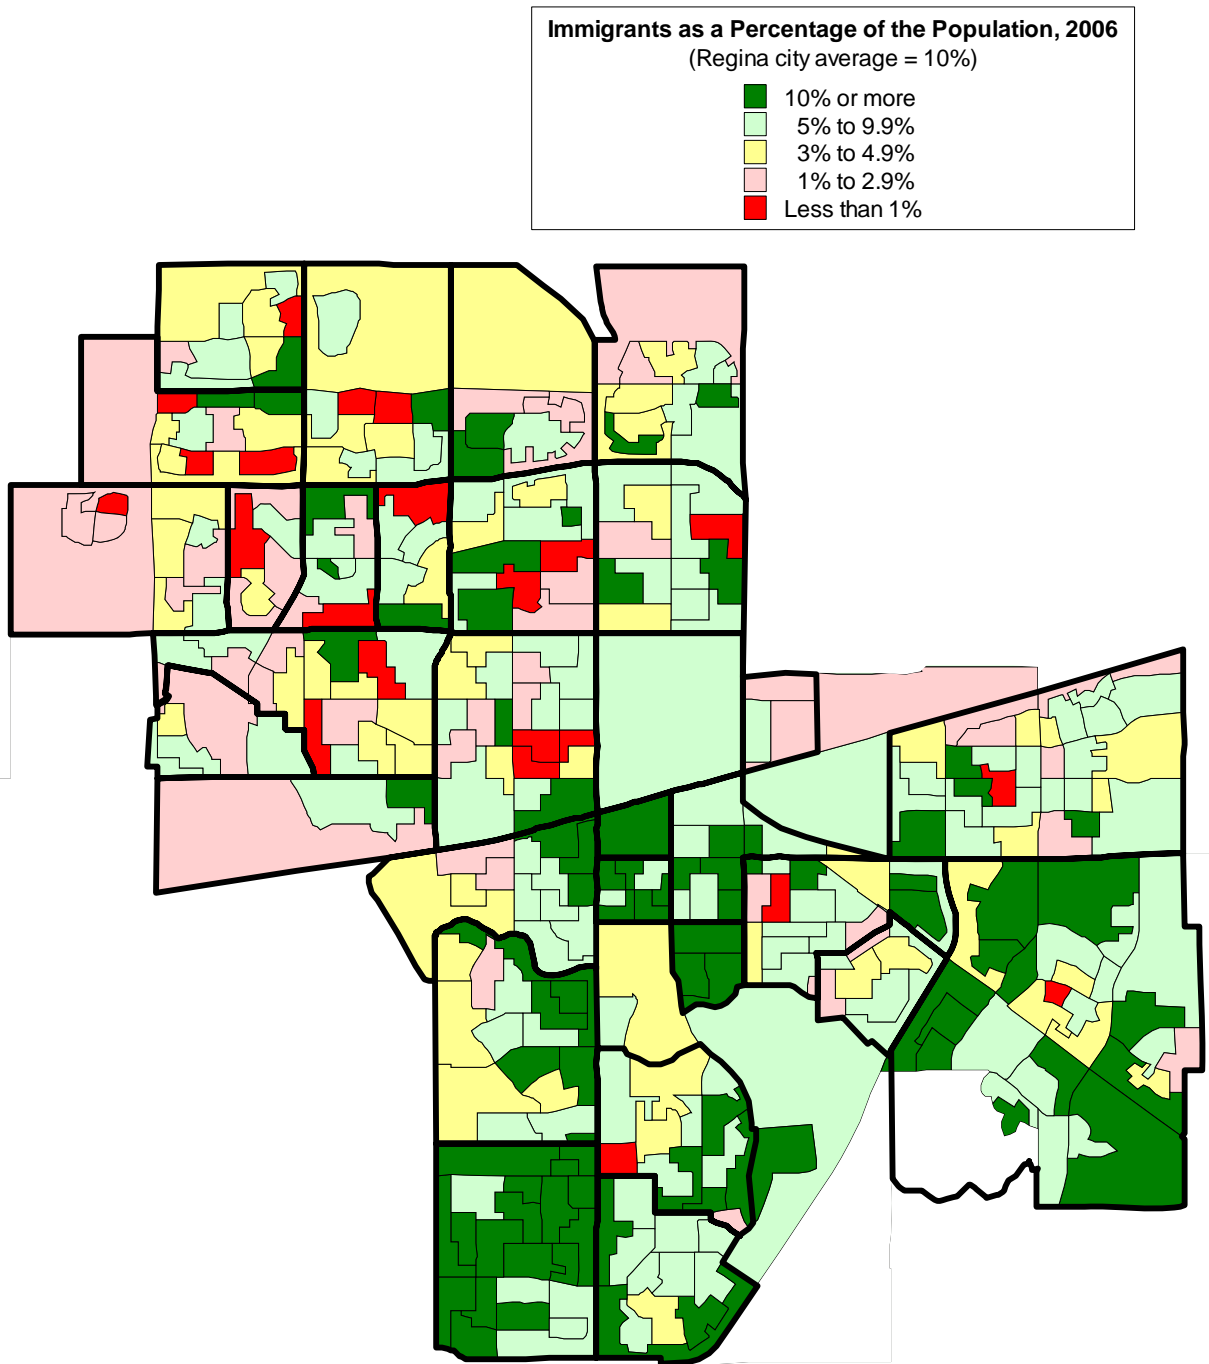 Immigrants as a Percentage of the Population, 2006
(Regina city average = 10%)
10% or more
5% to 9.9%
3% to 4.9%
1% to 2.9%
Less than 1%